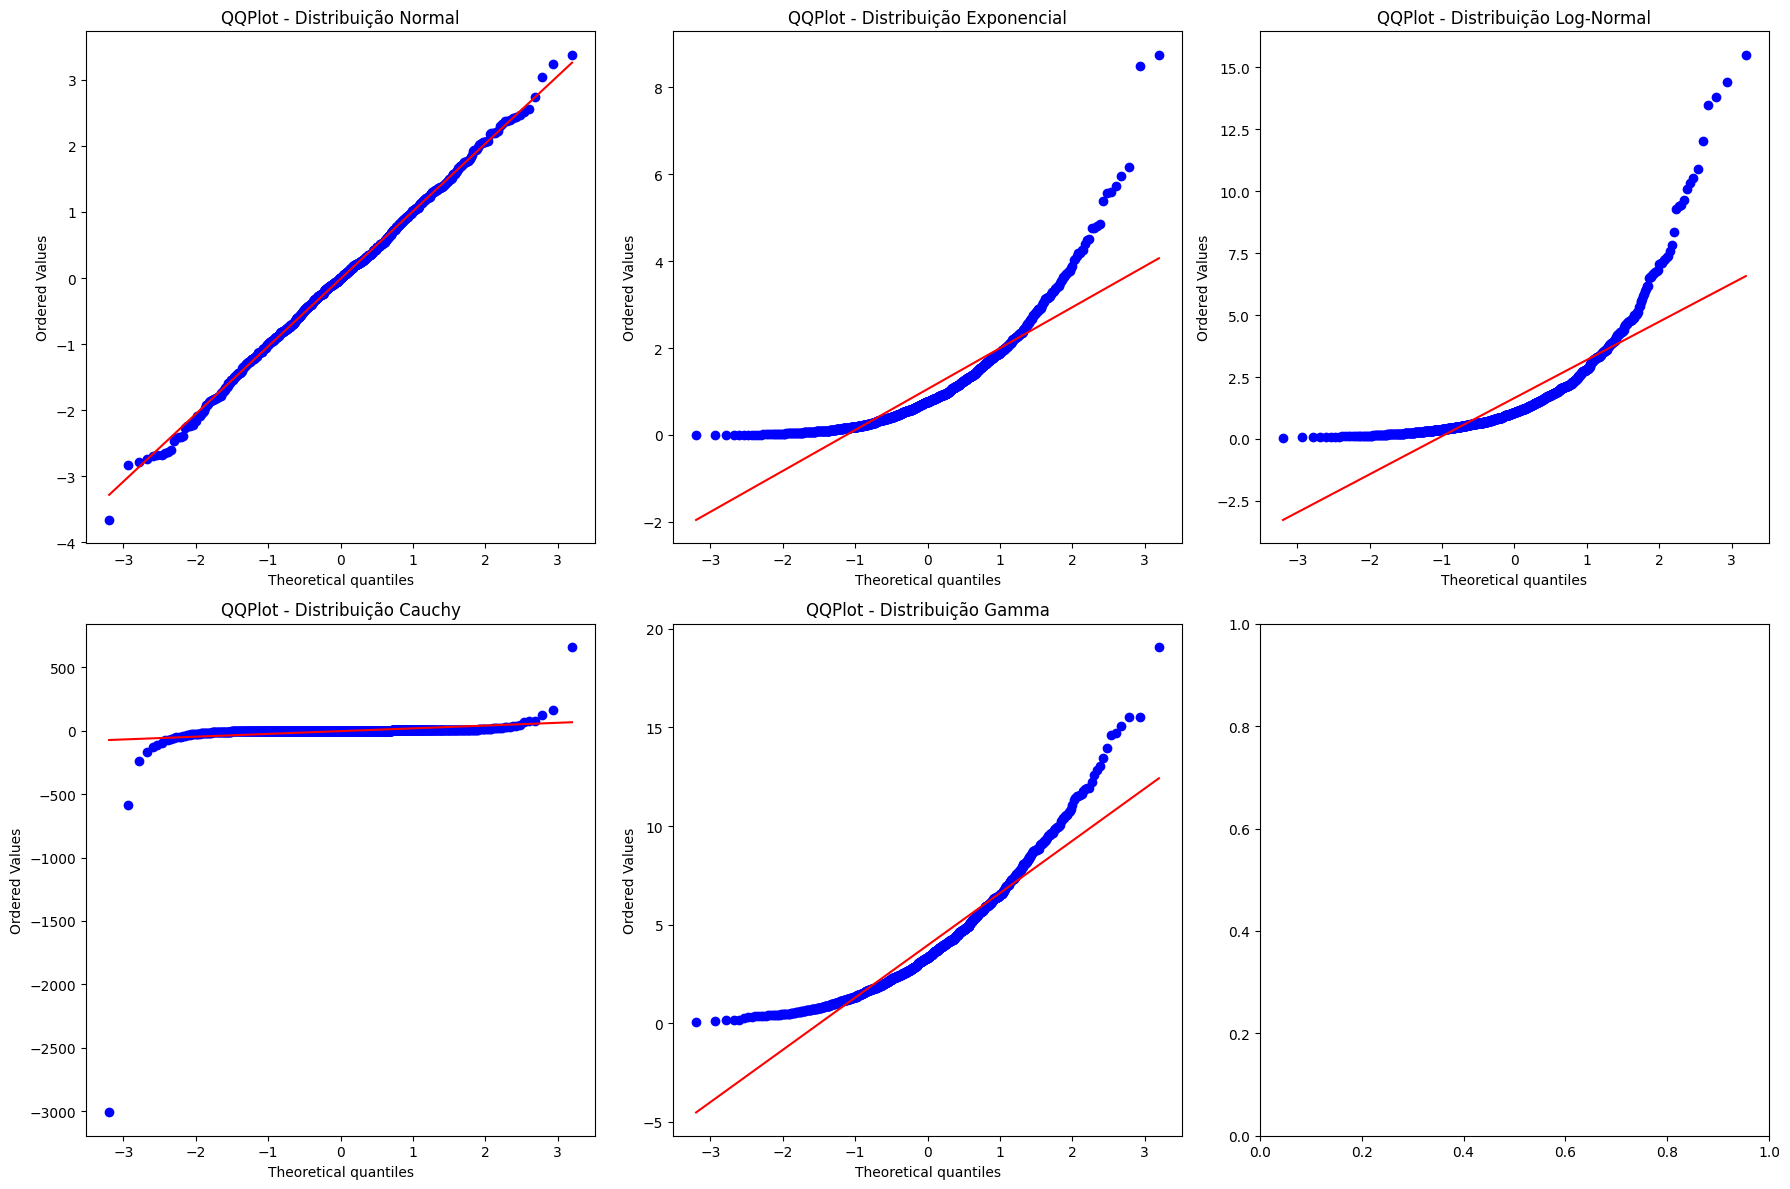 QQPlot - Distribuição Normal
Ordered Values
3
2
1
0
−1
−2
−3
−4
−3 −2 −1 0 1 2 3
Theoretical quantiles
QQPlot - Distribuição Exponencial
Ordered Values
8
6
4
2
0
−2
−3 −2 −1 0 1 2 3
Theoretical quantiles
QQPlot - Distribuição Log-Normal
Ordered Values
15.0
12.5
10.0
7.5
5.0
2.5
0.0
−2.5
−3 −2 −1 0 1 2 3
Theoretical quantiles
QQPlot - Distribuição Cauchy
Ordered Values
500
0
−500
−1000
−1500
−2000
−2500
−3000
−3 −2 −1 0 1 2 3
Theoretical quantiles
QQPlot - Distribuição Gamma
Ordered Values
20
15
10
5
0
−5
−3 −2 −1 0 1 2 3
Theoretical quantiles
1.0
0.8
0.6
0.4
0.2
0.0
0.0 0.2 0.4 0.6 0.8 1.0